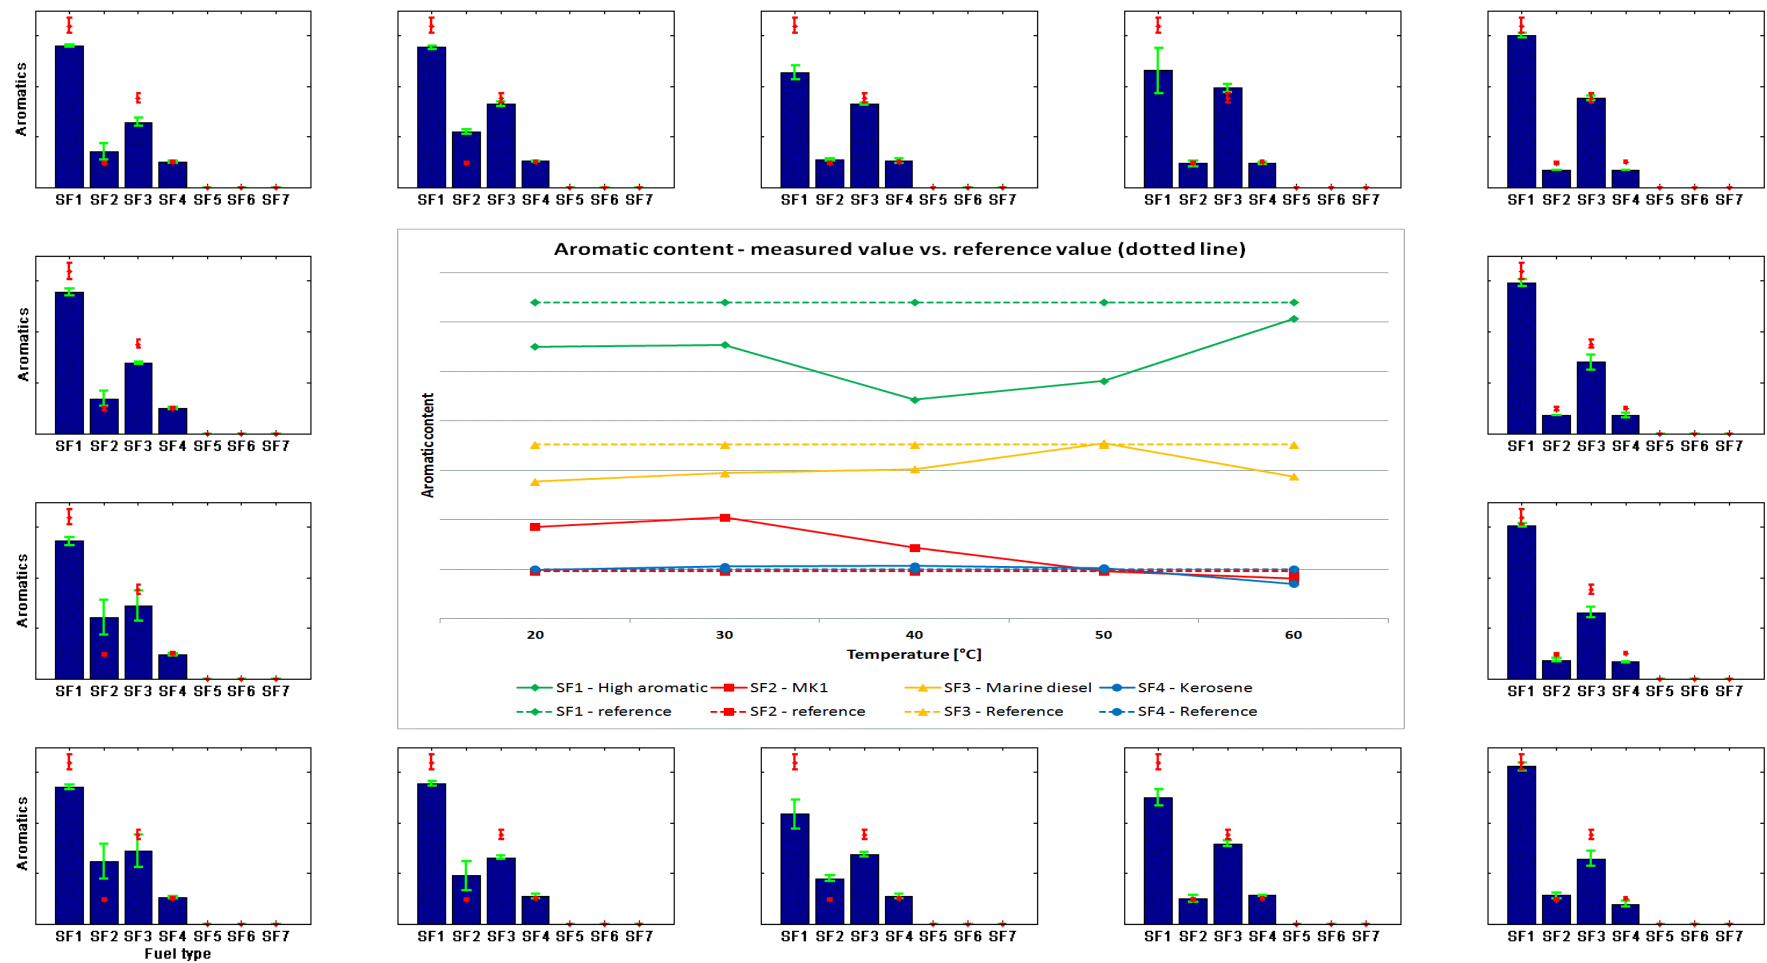 Aromatics
SF1 SF2 SF3 SF4 SF5 SF6 SF7
SF1 SF2 SF3 SF4 SF5 SF6 SF7
SF1 SF2 SF3 SF4 SF5 SF6 SF7
SF1 SF2 SF3 SF4 SF5 SF6 SF7
SF1 SF2 SF3 SF4 SF5 SF6 SF7
Aromatic content - measured value vs. reference value (dotted line)
Aromatics
SF1 SF2 SF3 SF4 SF5 SF6 SF7
SF1 SF2 SF3 SF4 SF5 SF6 SF7
Aromatic content
Aromatics
20 30 40 50 60
Temperature [°C]
SF1 SF2 SF3 SF4 SF5 SF6 SF7
SF1 SF2 SF3 SF4 SF5 SF6 SF7
SF1 - High aromatic SF2 - MK1 SF3 - Marine diesel SF4 - Kerosene
SF1 - reference SF2 - reference SF3 - Reference SF4 - Reference
Aromatics
SF1 SF2 SF3 SF4 SF5 SF6 SF7
SF1 SF2 SF3 SF4 SF5 SF6 SF7
SF1 SF2 SF3 SF4 SF5 SF6 SF7
SF1 SF2 SF3 SF4 SF5 SF6 SF7
SF1 SF2 SF3 SF4 SF5 SF6 SF7
Fuel type